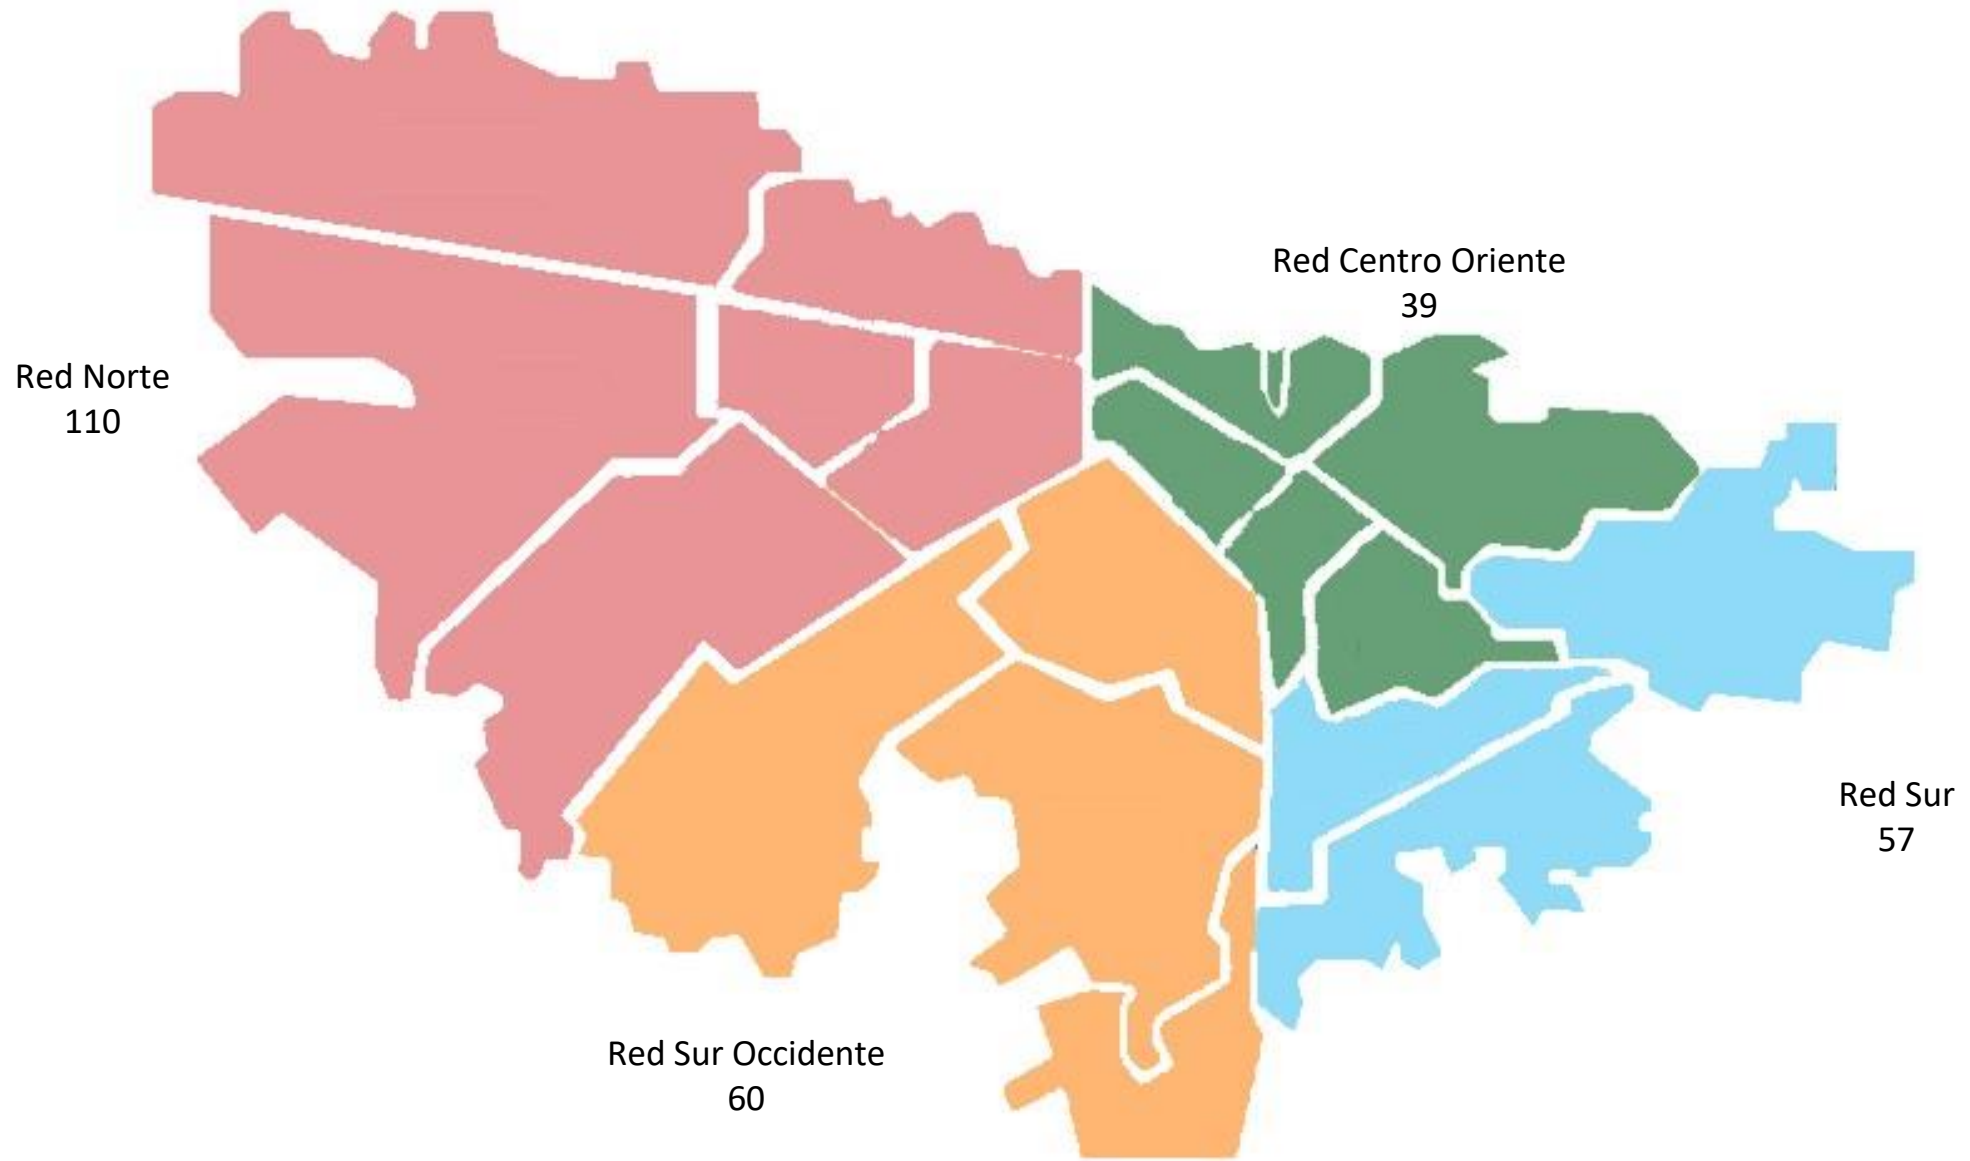 Red Centro Oriente
39
Red Norte
110
Red Sur
57
Red Sur Occidente
60